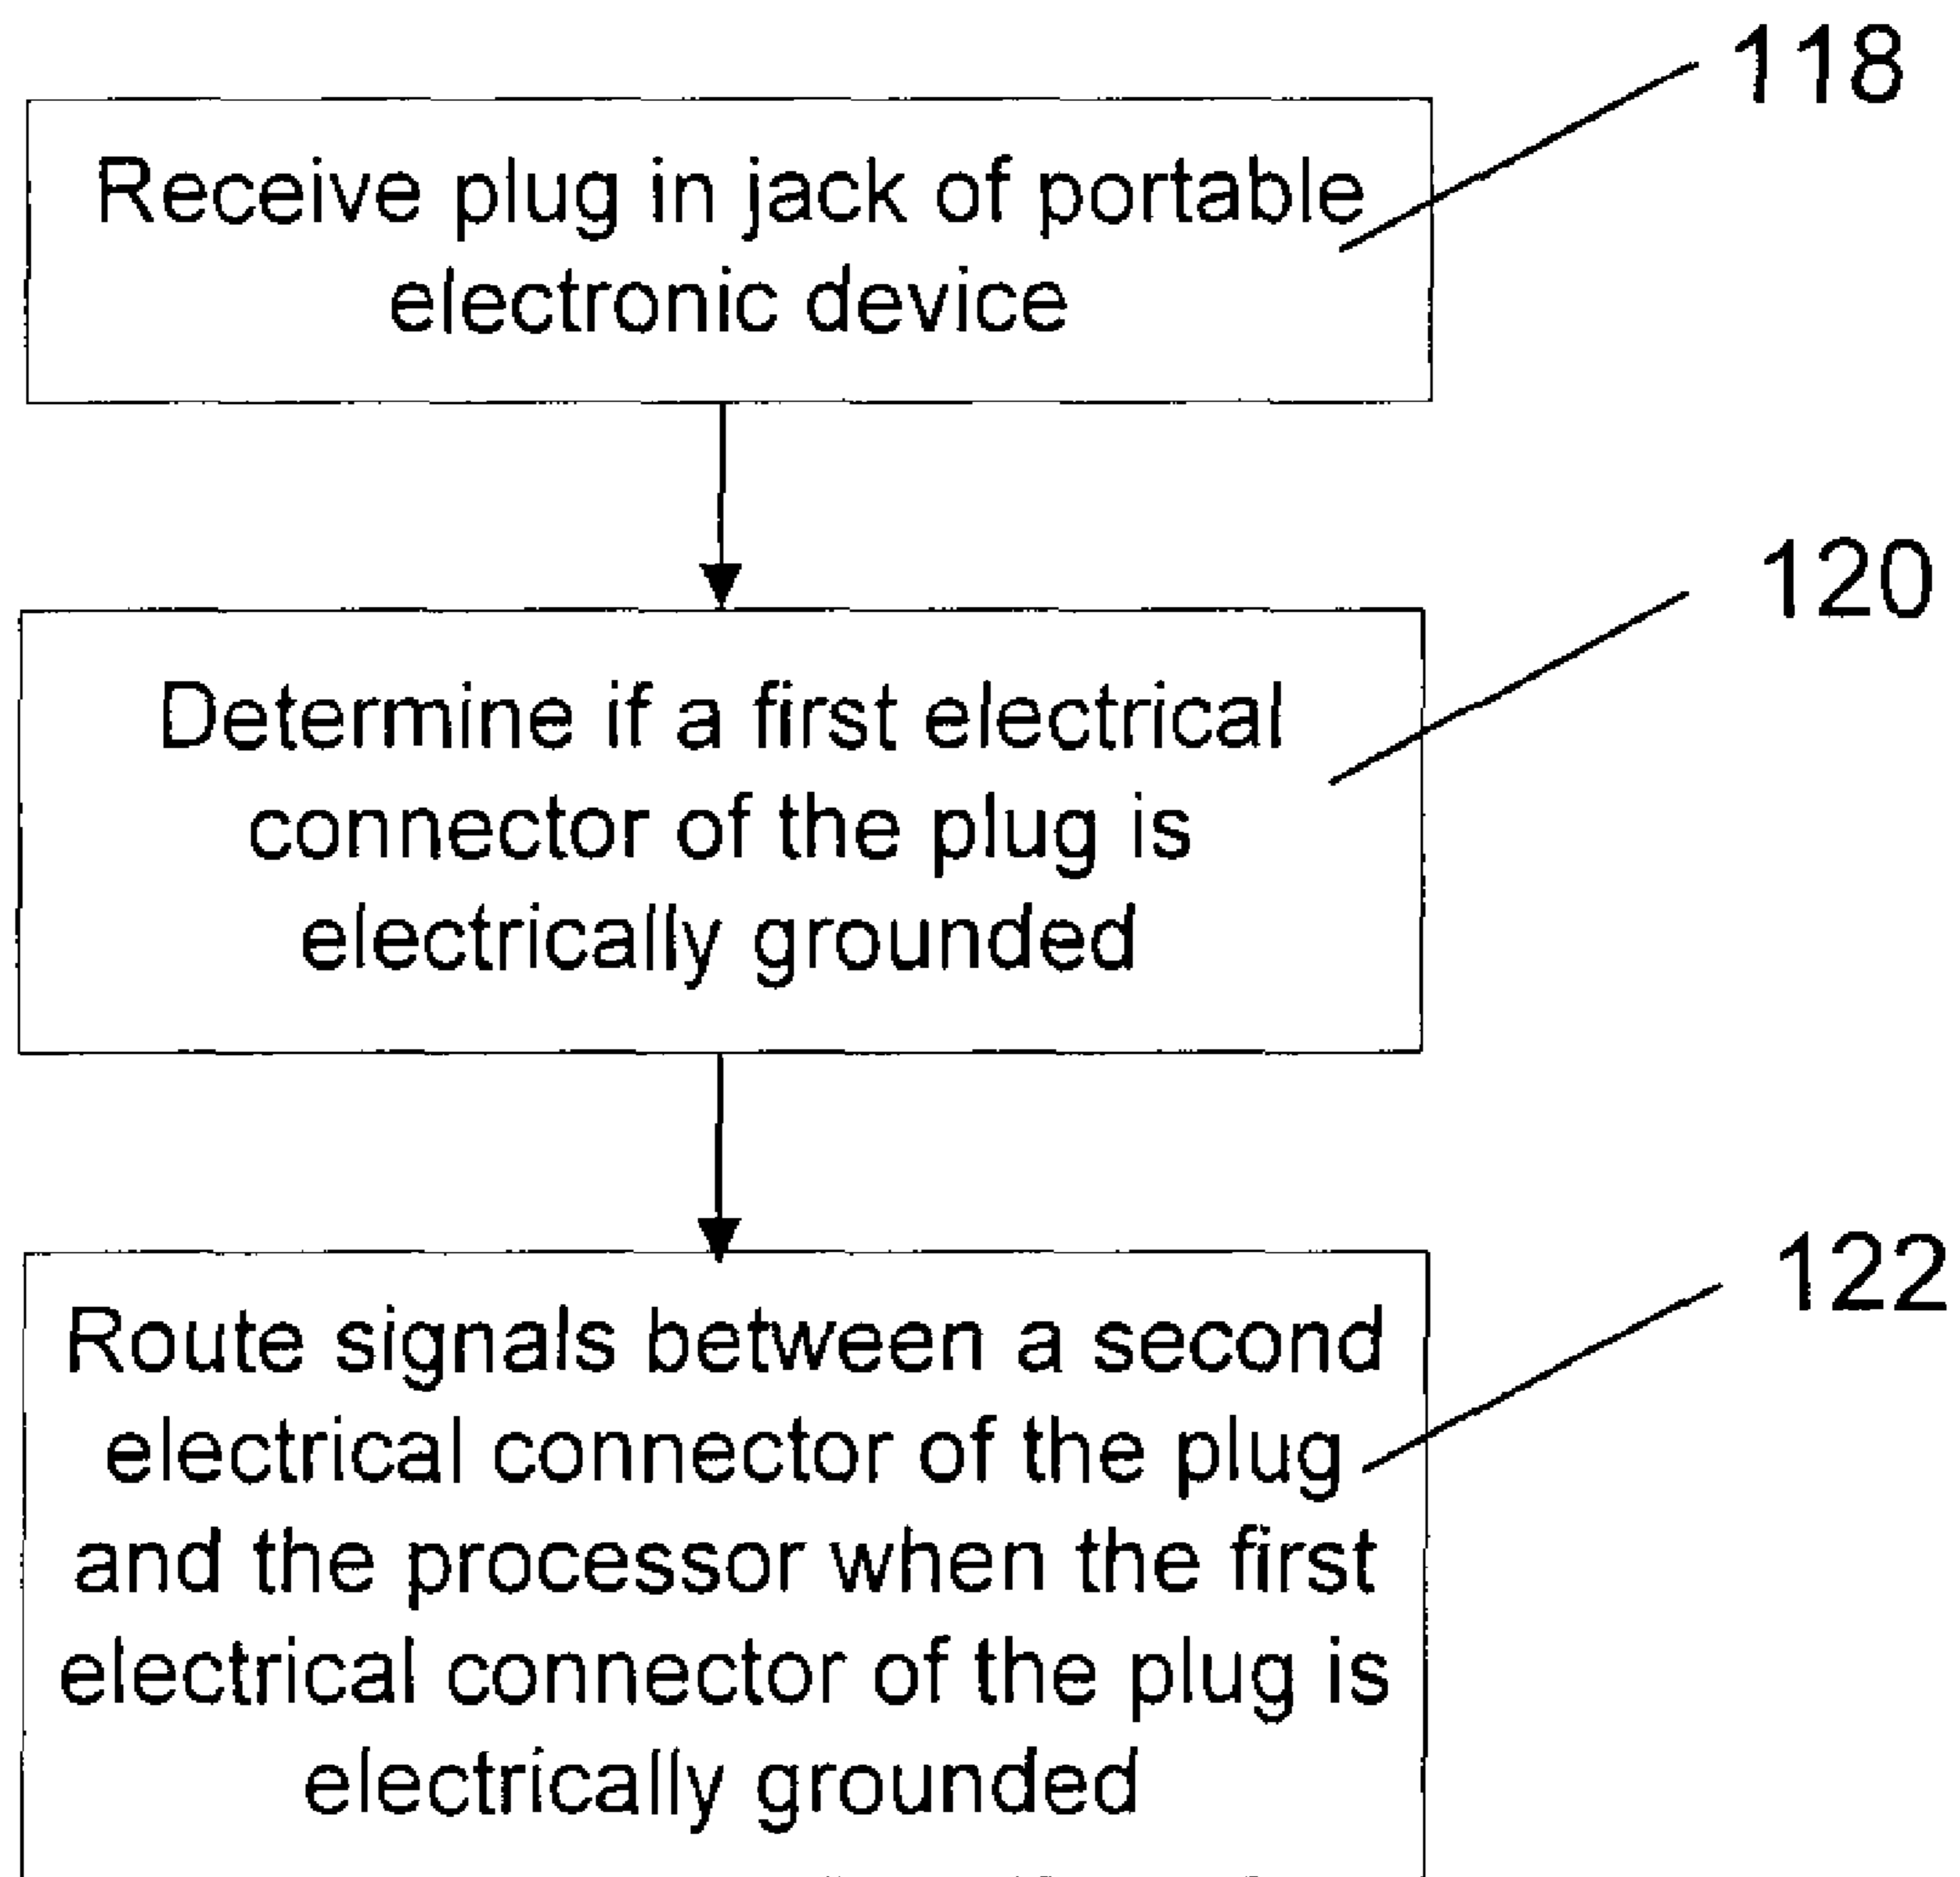 118
Receive plug in jack of portable
electronic device
120
Determine if a first electrical
connector of the plug is
electrically grounded
122
Route signals between a second
electrical connector of the plug
and the processor when the first
electrical connector of the plug is
electrically grounded